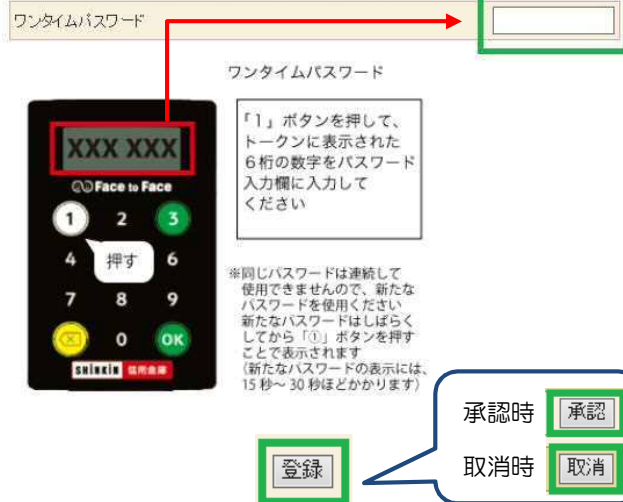 ワンタイムパスワード
ワンタイムパスワード
XXX XXX
Face to Face
1 2 3
4 押す 6
7 8 9
0 OK
SHINKIN 信用金庫
「1」ボタンを押して、
トークンに表示された
6桁の数字をパスワード
入力欄に入力して
ください
※同じパスワードは連続して
使用できませんので、新たな
パスワードを使用ください
新たなパスワードはしばらく
してから「①」ボタンを押す
ことで表示されます
(新たなパスワードの表示には、
15秒~30秒ほどかかります)
登録
承認時 承認
取消時 取消